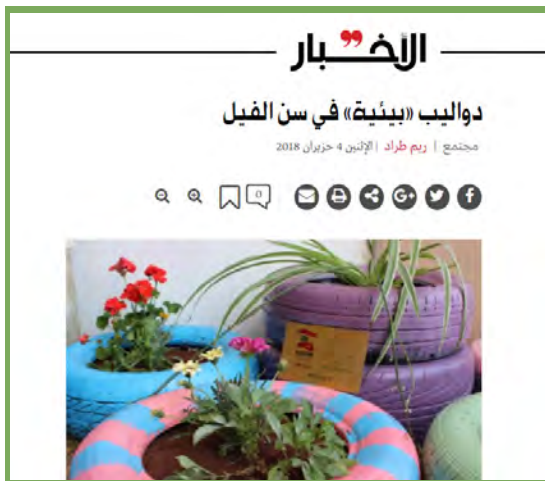 الأخبار
دواليب «بيئية» في سن الفيل
مجتمع | ريم طراد | الإثنين 4 حزيران 2018
0